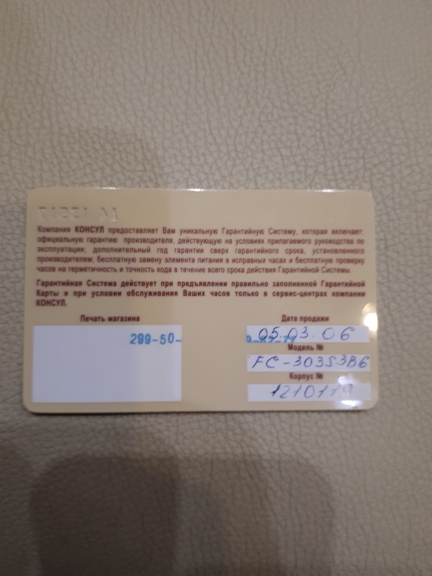 Компания КОНСУЛ предоставляет Вам уникальную Гарантийную Систему, которая включает:
официальную гарантию производителя, действующую на условиях прилагаемого руководства по
эксплуатации; дополнительный год гарантии сверх гарантийного срока, установленного
производителем; бесплатную замену элемента питания в исправных часах и бесплатную проверку
часов на герметичность и точность хода в течение всего срока действия Гарантийной Системы.
Гарантийная Система действует при предъявлении правильно заполненной Гарантийной
Карты и при условии обслуживания Ваших часов только в сервис-центрах компании
КОНСУЛ.
Печать магазина
Дата продажи
299-50-
05.03.06
Модель №
FC-303S3B6
Корпус №